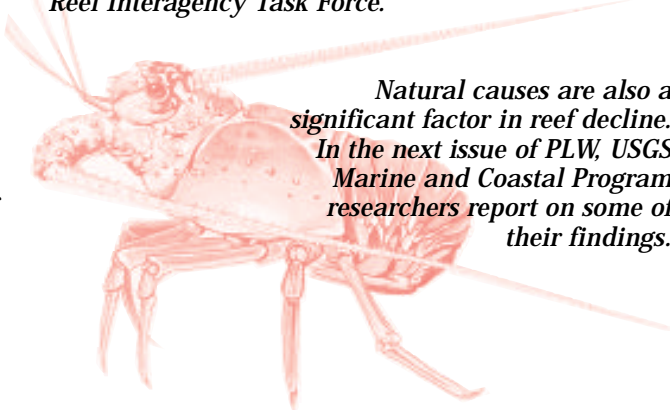 Reef Interagency Task Force.
Natural causes are also a
significant factor in reef decline.
In the next issue of PLW, USGS
Marine and Coastal Program
researchers report on some of
their findings.